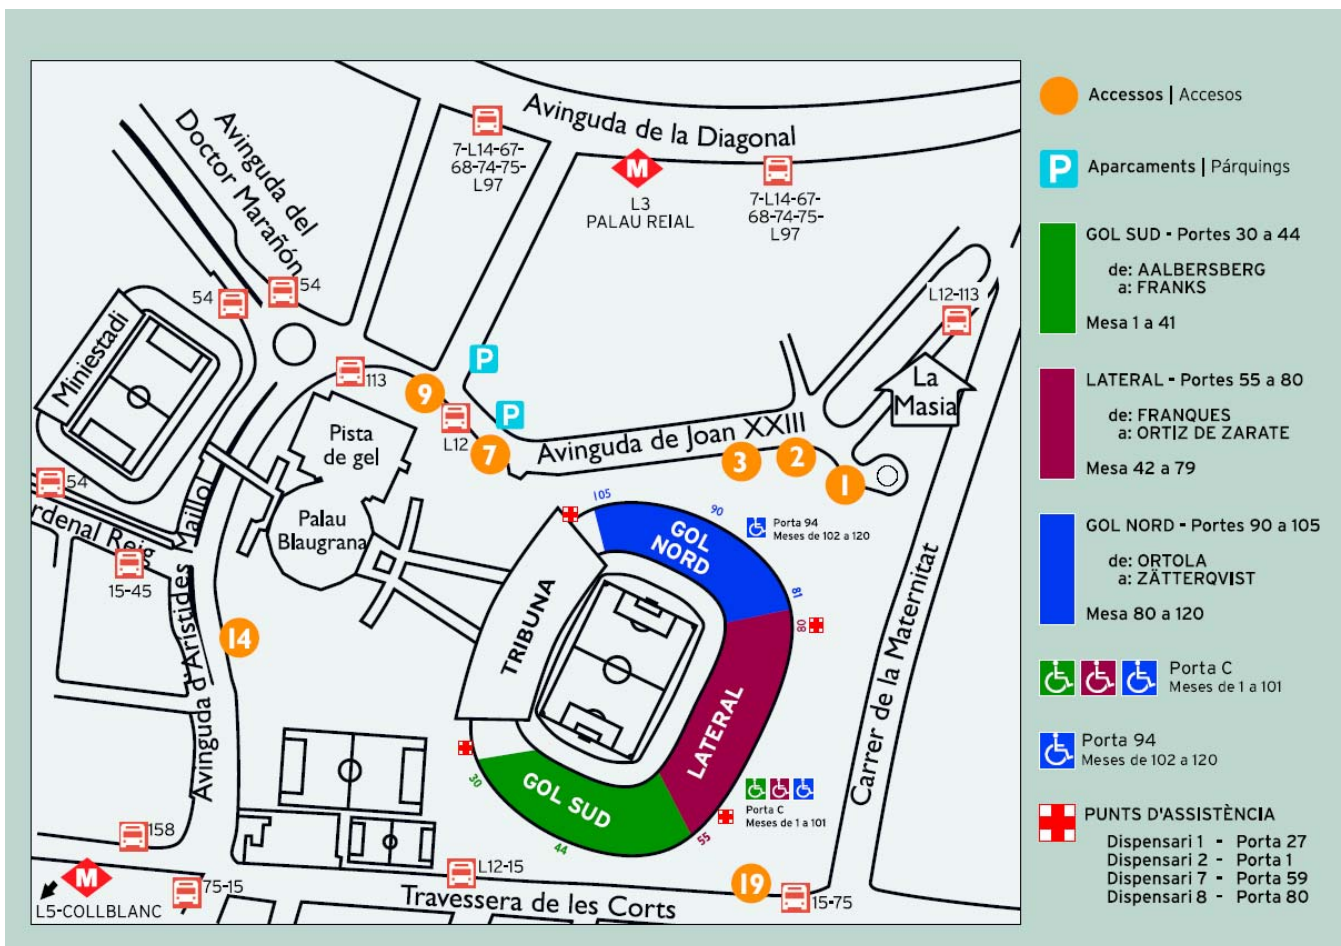 Avinguda de la Diagonal
Avinguda del
Doctor Marañón
7-L14-67-
68-74-75-
L97
M
L3
PALAU REIAL
7-L14-67-
68-74-75-
L97
54
54
L12-113
Miniestadi
P
113
9
La
Masia
L12
P
7
Pista
de gel
Avinguda de Joan XXIII
3
2
1
54
Palau
Blaugrana
105
90
GOL
NORD
Porta 94
Meses de 102 a 120
rdenal Reig
15-45
Avinguda d'Arístides Maillol
81
80
TRIBUNA
14
LATERAL
Carrer de la Maternitat
30
GOL SUD
44
55
Porta C
Meses de 1 a 101
158
M
L5-COLLBLANC
75-15
L12-15
Travessera de les Corts
19
15-75
Accessos | Accesos
P
Aparcaments | Párquings
GOL SUD - Portes 30 a 44
de: AALBERSBERG
a: FRANKS
Mesa 1 a 41
LATERAL - Portes 55 a 80
de: FRANQUES
a: ORTIZ DE ZARATE
Mesa 42 a 79
GOL NORD - Portes 90 a 105
de: ORTOLA
a: ZÄTTERQVIST
Mesa 80 a 120
Porta C
Meses de 1 a 101
Porta 94
Meses de 102 a 120
PUNTS D'ASSISTÈNCIA
Dispensari 1 - Porta 27
Dispensari 2 - Porta 1
Dispensari 7 - Porta 59
Dispensari 8 - Porta 80